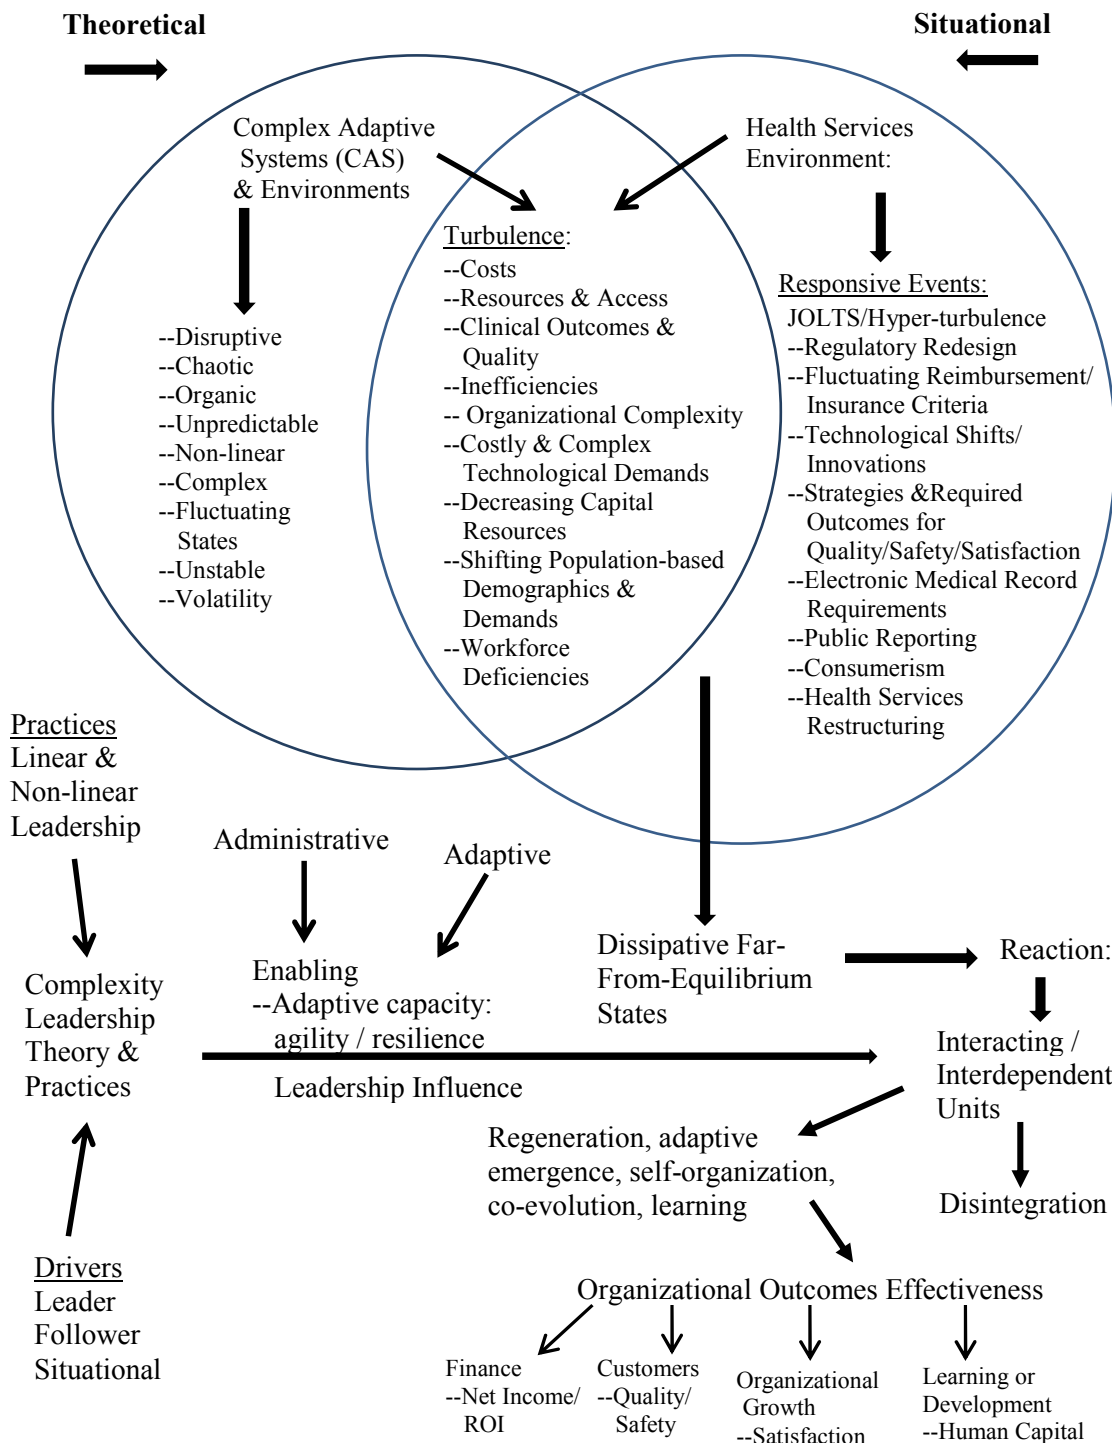 Theoretical
Situational
Complex Adaptive
Systems (CAS)
& Environments
Health Services
Environment:
Turbulence:
--Costs
--Resources & Access
--Clinical Outcomes &
Quality
--Inefficiencies
-- Organizational Complexity
--Costly & Complex
Technological Demands
--Decreasing Capital
Resources
--Shifting Population-based
Demographics &
Demands
--Workforce
Deficiencies
Responsive Events:
JOLTS/Hyper-turbulence
--Regulatory Redesign
--Fluctuating Reimbursement/
Insurance Criteria
--Technological Shifts/
Innovations
--Strategies &Required
Outcomes for
Quality/Safety/Satisfaction
--Electronic Medical Record
Requirements
--Public Reporting
--Consumerism
--Health Services
Restructuring
--Disruptive
--Chaotic
--Organic
--Unpredictable
--Non-linear
--Complex
--Fluctuating
States
--Unstable
--Volatility
Practices
Linear &
Non-linear
Leadership
Administrative
Adaptive
Complexity
Leadership
Theory &
Practices
Enabling
--Adaptive capacity:
agility / resilience
Leadership Influence
Dissipative Far-
From-Equilibrium
States
Reaction:
Interacting /
Interdependent
Units
Regeneration, adaptive
emergence, self-organization,
co-evolution, learning
Disintegration
Drivers
Leader
Follower
Situational
Organizational Outcomes Effectiveness
Finance
--Net Income/
ROI
Customers
--Quality/
Safety
Organizational
Growth
--Satisfaction
Learning or
Development
--Human Capital